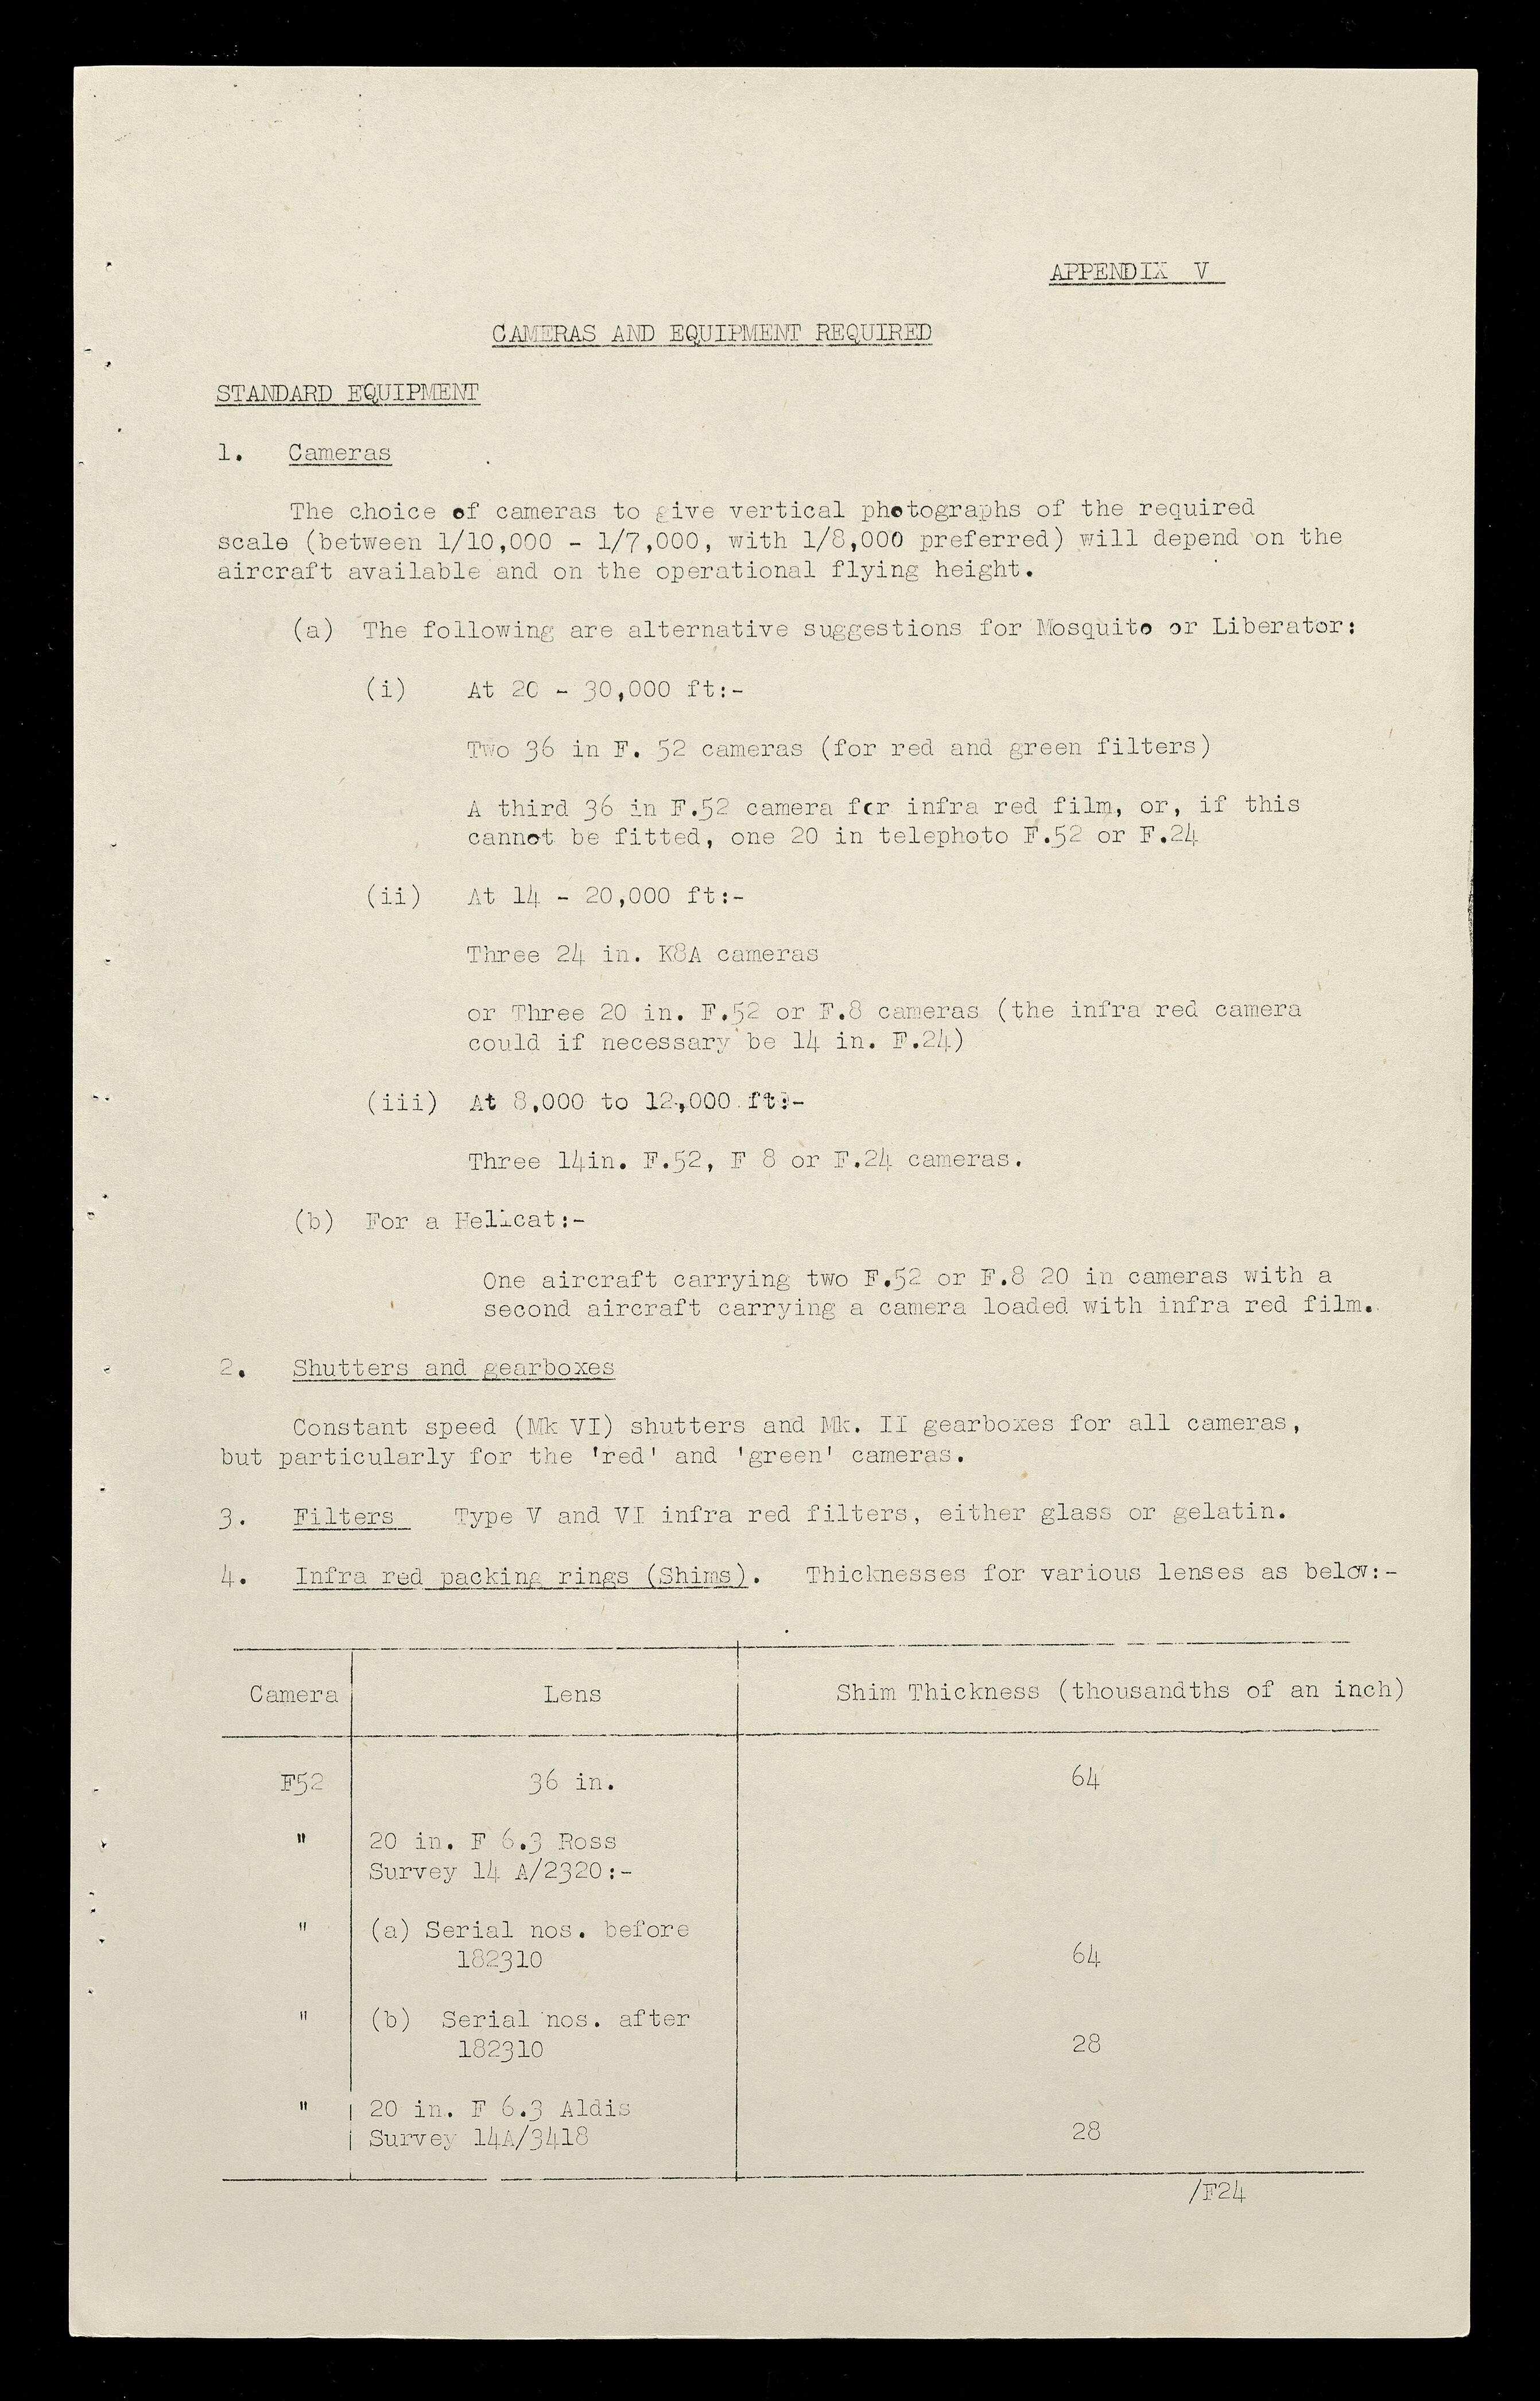 APPENDIX V
CAMERAS AND EQUIPMENT REQUIRED
STANDARD EQUIPMENT
1. Cameras
The choice of cameras to give vertical photographs of the required
scale (between 1/10,000 - 1/7,000, with 1/8,000 preferred) will depend on the
aircraft available and on the operational flying height.
(a) The following are alternative suggestions for Mosquito or Liberator:
(i) At 20 - 30,000 ft:-
Two 36 in F. 52 cameras (for red and green filters)
A third 36 in F.52 camera for infra red film, or, if this
cannot be fitted, one 20 in telephoto F.52 or F.24
(ii) At 14 - 20,000 ft:-
Three 24 in. K8A cameras
or Three 20 in. F.52 or F.8 cameras (the infra red camera
could if necessary be 14 in. F.24)
(iii) At 8,000 to 12,000 ft:-
Three 14in. F.52, F 8 or F.24 cameras.
(b) For a Hellcat:-
One aircraft carrying two F.52 or F.8 20 in cameras with a
second aircraft carrying a camera loaded with infra red film.
2. Shutters and gearboxes
Constant speed (Mk VI) shutters and Mk. II gearboxes for all cameras,
but particularly for the 'red' and 'green' cameras.
3. Filters Type V and VI infra red filters, either glass or gelatin.
4. Infra red packing rings (Shims). Thicknesses for various lenses as below:-
Camera Lens Shim Thickness (thousandths of an inch)
F52 36 in. 64
" 20 in. F 6.3 Ross
Survey 14 A/2320:-
" (a) Serial nos. before
182310 64
" (b) Serial nos. after
182310 28
" 20 in. F 6.3 Aldis
Survey 14A/3418 28
/F24